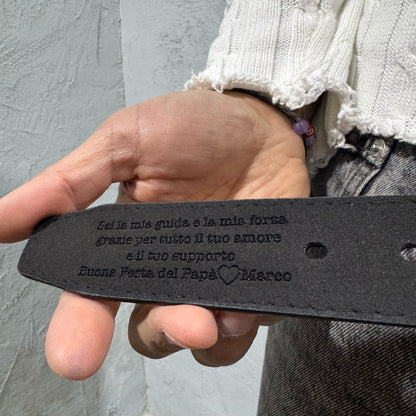 Sei la mia guida e la mia forza
grazie per tutto il tuo amore
e il tuo supporto
Buona Festa del Papà♡Marco